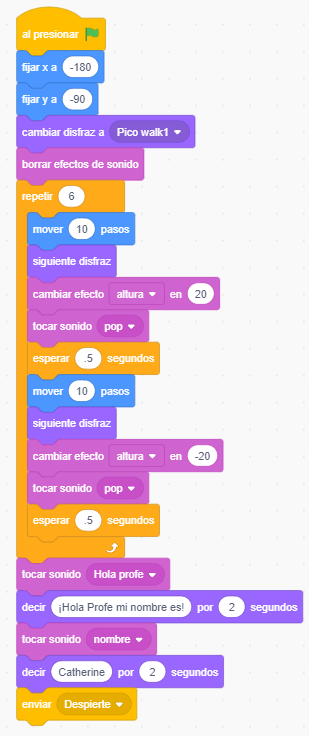 al presionar
fijar x a -180
fijar y a -90
cambiar disfraz a Pico walk1
borrar efectos de sonido
repetir 6
mover 10 pasos
siguiente disfraz
cambiar efecto altura en 20
tocar sonido pop
esperar .5 segundos
mover 10 pasos
siguiente disfraz
cambiar efecto altura en -20
tocar sonido pop
esperar .5 segundos
tocar sonido Hola profe
decir ¡Hola Profe mi nombre es! por 2 segundos
tocar sonido nombre
decir Catherine por 2 segundos
enviar Despierte